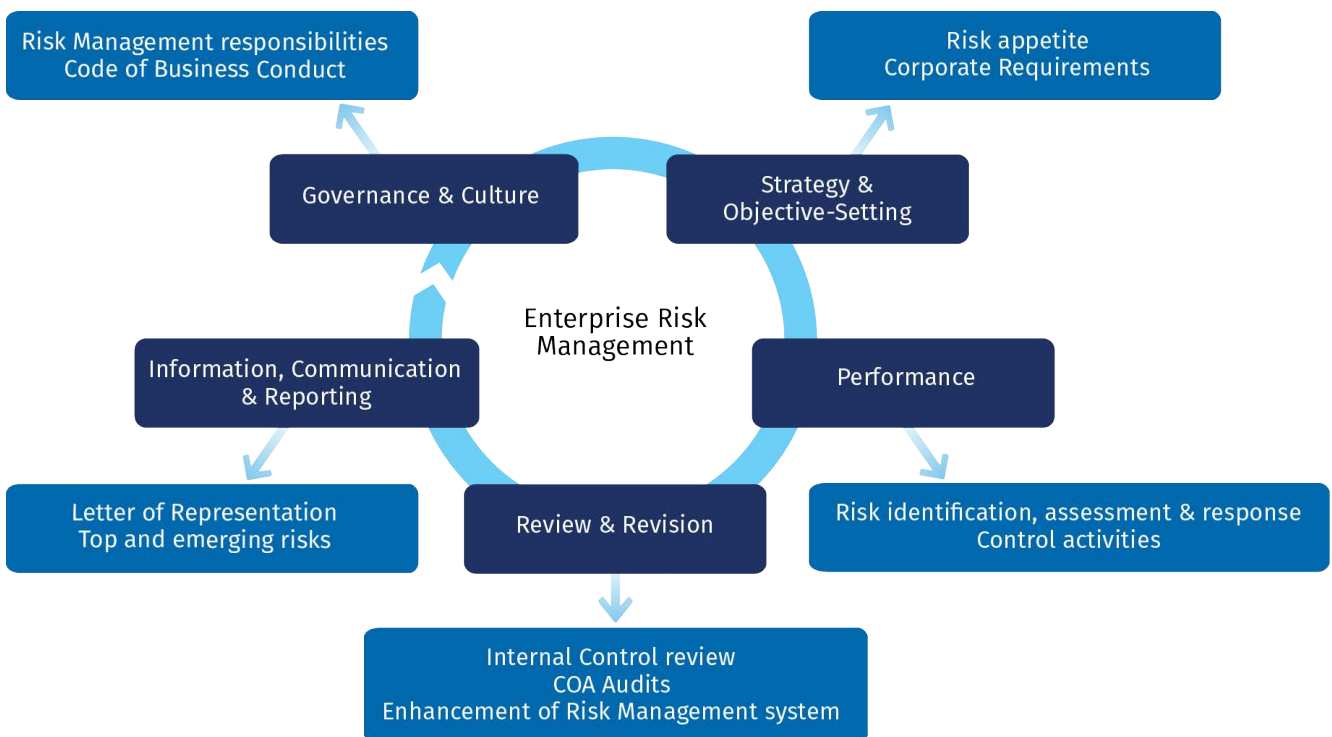 Risk Management responsibilities
Code of Business Conduct
Risk appetite
Corporate Requirements
Governance & Culture
Strategy &
Objective-Setting
Enterprise Risk
Management
Information, Communication
& Reporting
Performance
Letter of Representation
Top and emerging risks
Review & Revision
Risk identification, assessment & response
Control activities
Internal Control review
COA Audits
Enhancement of Risk Management system